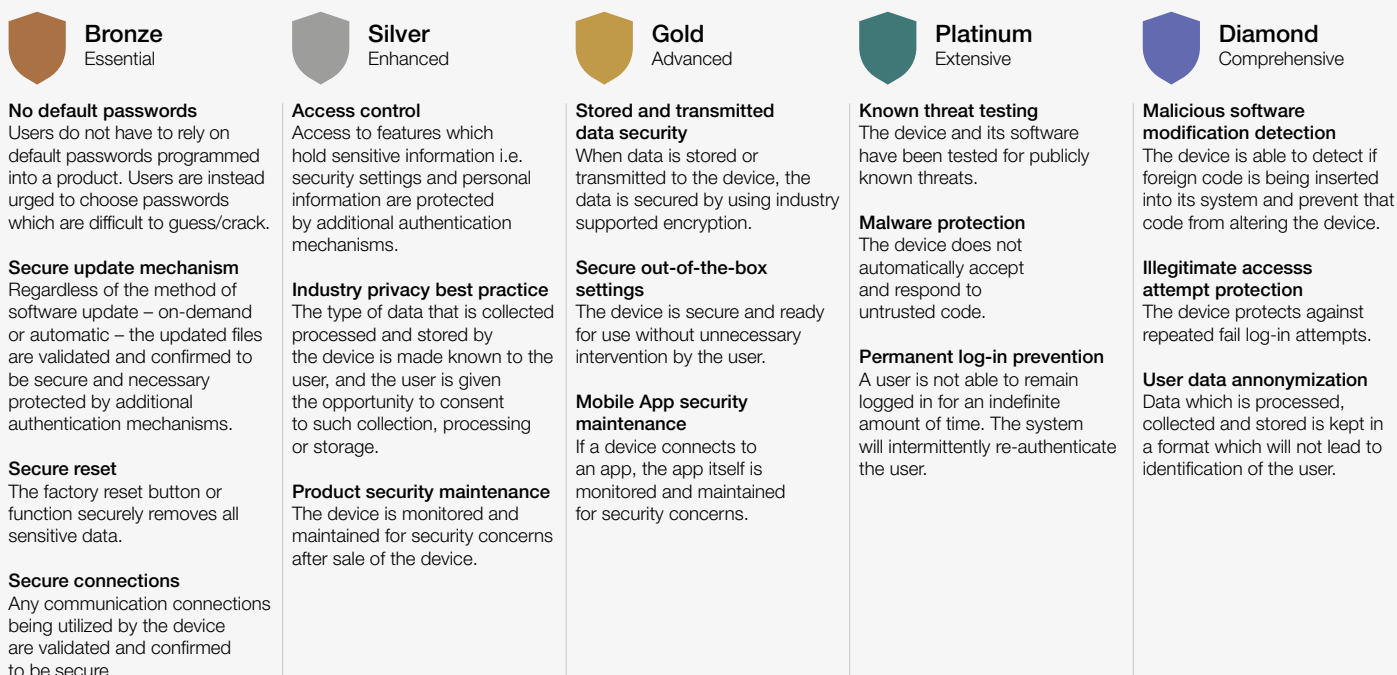 Bronze
Essential
No default passwords
Users do not have to rely on
default passwords programmed
into a product. Users are instead
urged to choose passwords
which are difficult to guess/crack.
Secure update mechanism
Regardless of the method of
software update – on-demand
or automatic – the updated files
are validated and confirmed to
be secure and necessary
protected by additional
authentication mechanisms.
Secure reset
The factory reset button or
function securely removes all
sensitive data.
Secure connections
Any communication connections
being utilized by the device
are validated and confirmed
to be secure
Silver
Enhanced
Access control
Access to features which
hold sensitive information i.e.
security settings and personal
information are protected
by additional authentication
mechanisms.
Industry privacy best practice
The type of data that is collected
processed and stored by
the device is made known to the
user, and the user is given
the opportunity to consent
to such collection, processing
or storage.
Product security maintenance
The device is monitored and
maintained for security concerns
after sale of the device.
Gold
Advanced
Stored and transmitted
data security
When data is stored or
transmitted to the device, the
data is secured by using industry
supported encryption.
Secure out-of-the-box
settings
The device is secure and ready
for use without unnecessary
intervention by the user.
Mobile App security
maintenance
If a device connects to
an app, the app itself is
monitored and maintained
for security concerns.
Platinum
Extensive
Known threat testing
The device and its software
have been tested for publicly
known threats.
Malware protection
The device does not
automatically accept
and respond to
untrusted code.
Permanent log-in prevention
A user is not able to remain
logged in for an indefinite
amount of time. The system
will intermittently re-authenticate
the user.
Diamond
Comprehensive
Malicious software
modification detection
The device is able to detect if
foreign code is being inserted
into its system and prevent that
code from altering the device.
Illegitimate accesss
attempt protection
The device protects against
repeated fail log-in attempts.
User data annonymization
Data which is processed,
collected and stored is kept in
a format which will not lead to
identification of the user.